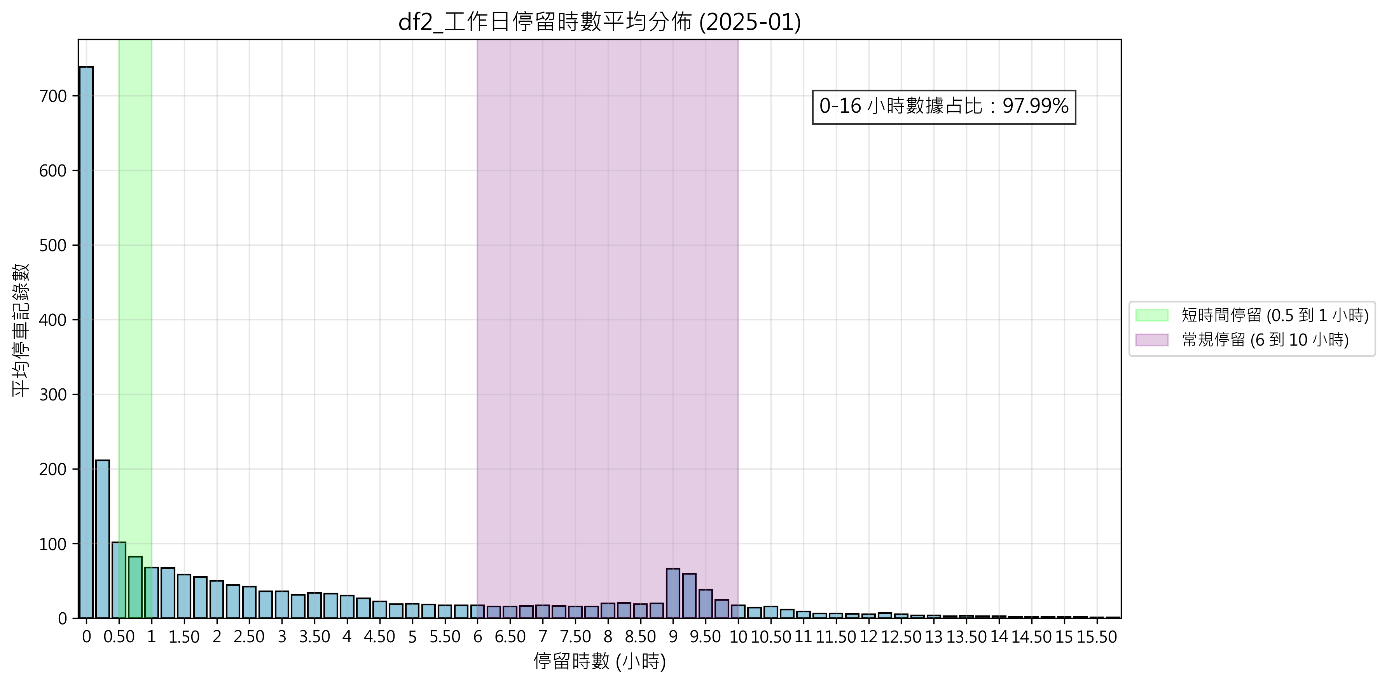 df2_工作日停留時數平均分佈 (2025-01)
0-16 小時數據占比：97.99%
平均停車記錄數
700
600
500
400
300
200
100
0
0 0.50 1 1.50 2 2.50 3 3.50 4 4.50 5 5.50 6 6.50 7 7.50 8 8.50 9 9.50 10 10.50 11 11.50 12 12.50 13 13.50 14 14.50 15 15.50
停留時數 (小時)
短時間停留 (0.5 到 1 小時)
常規停留 (6 到 10 小時)